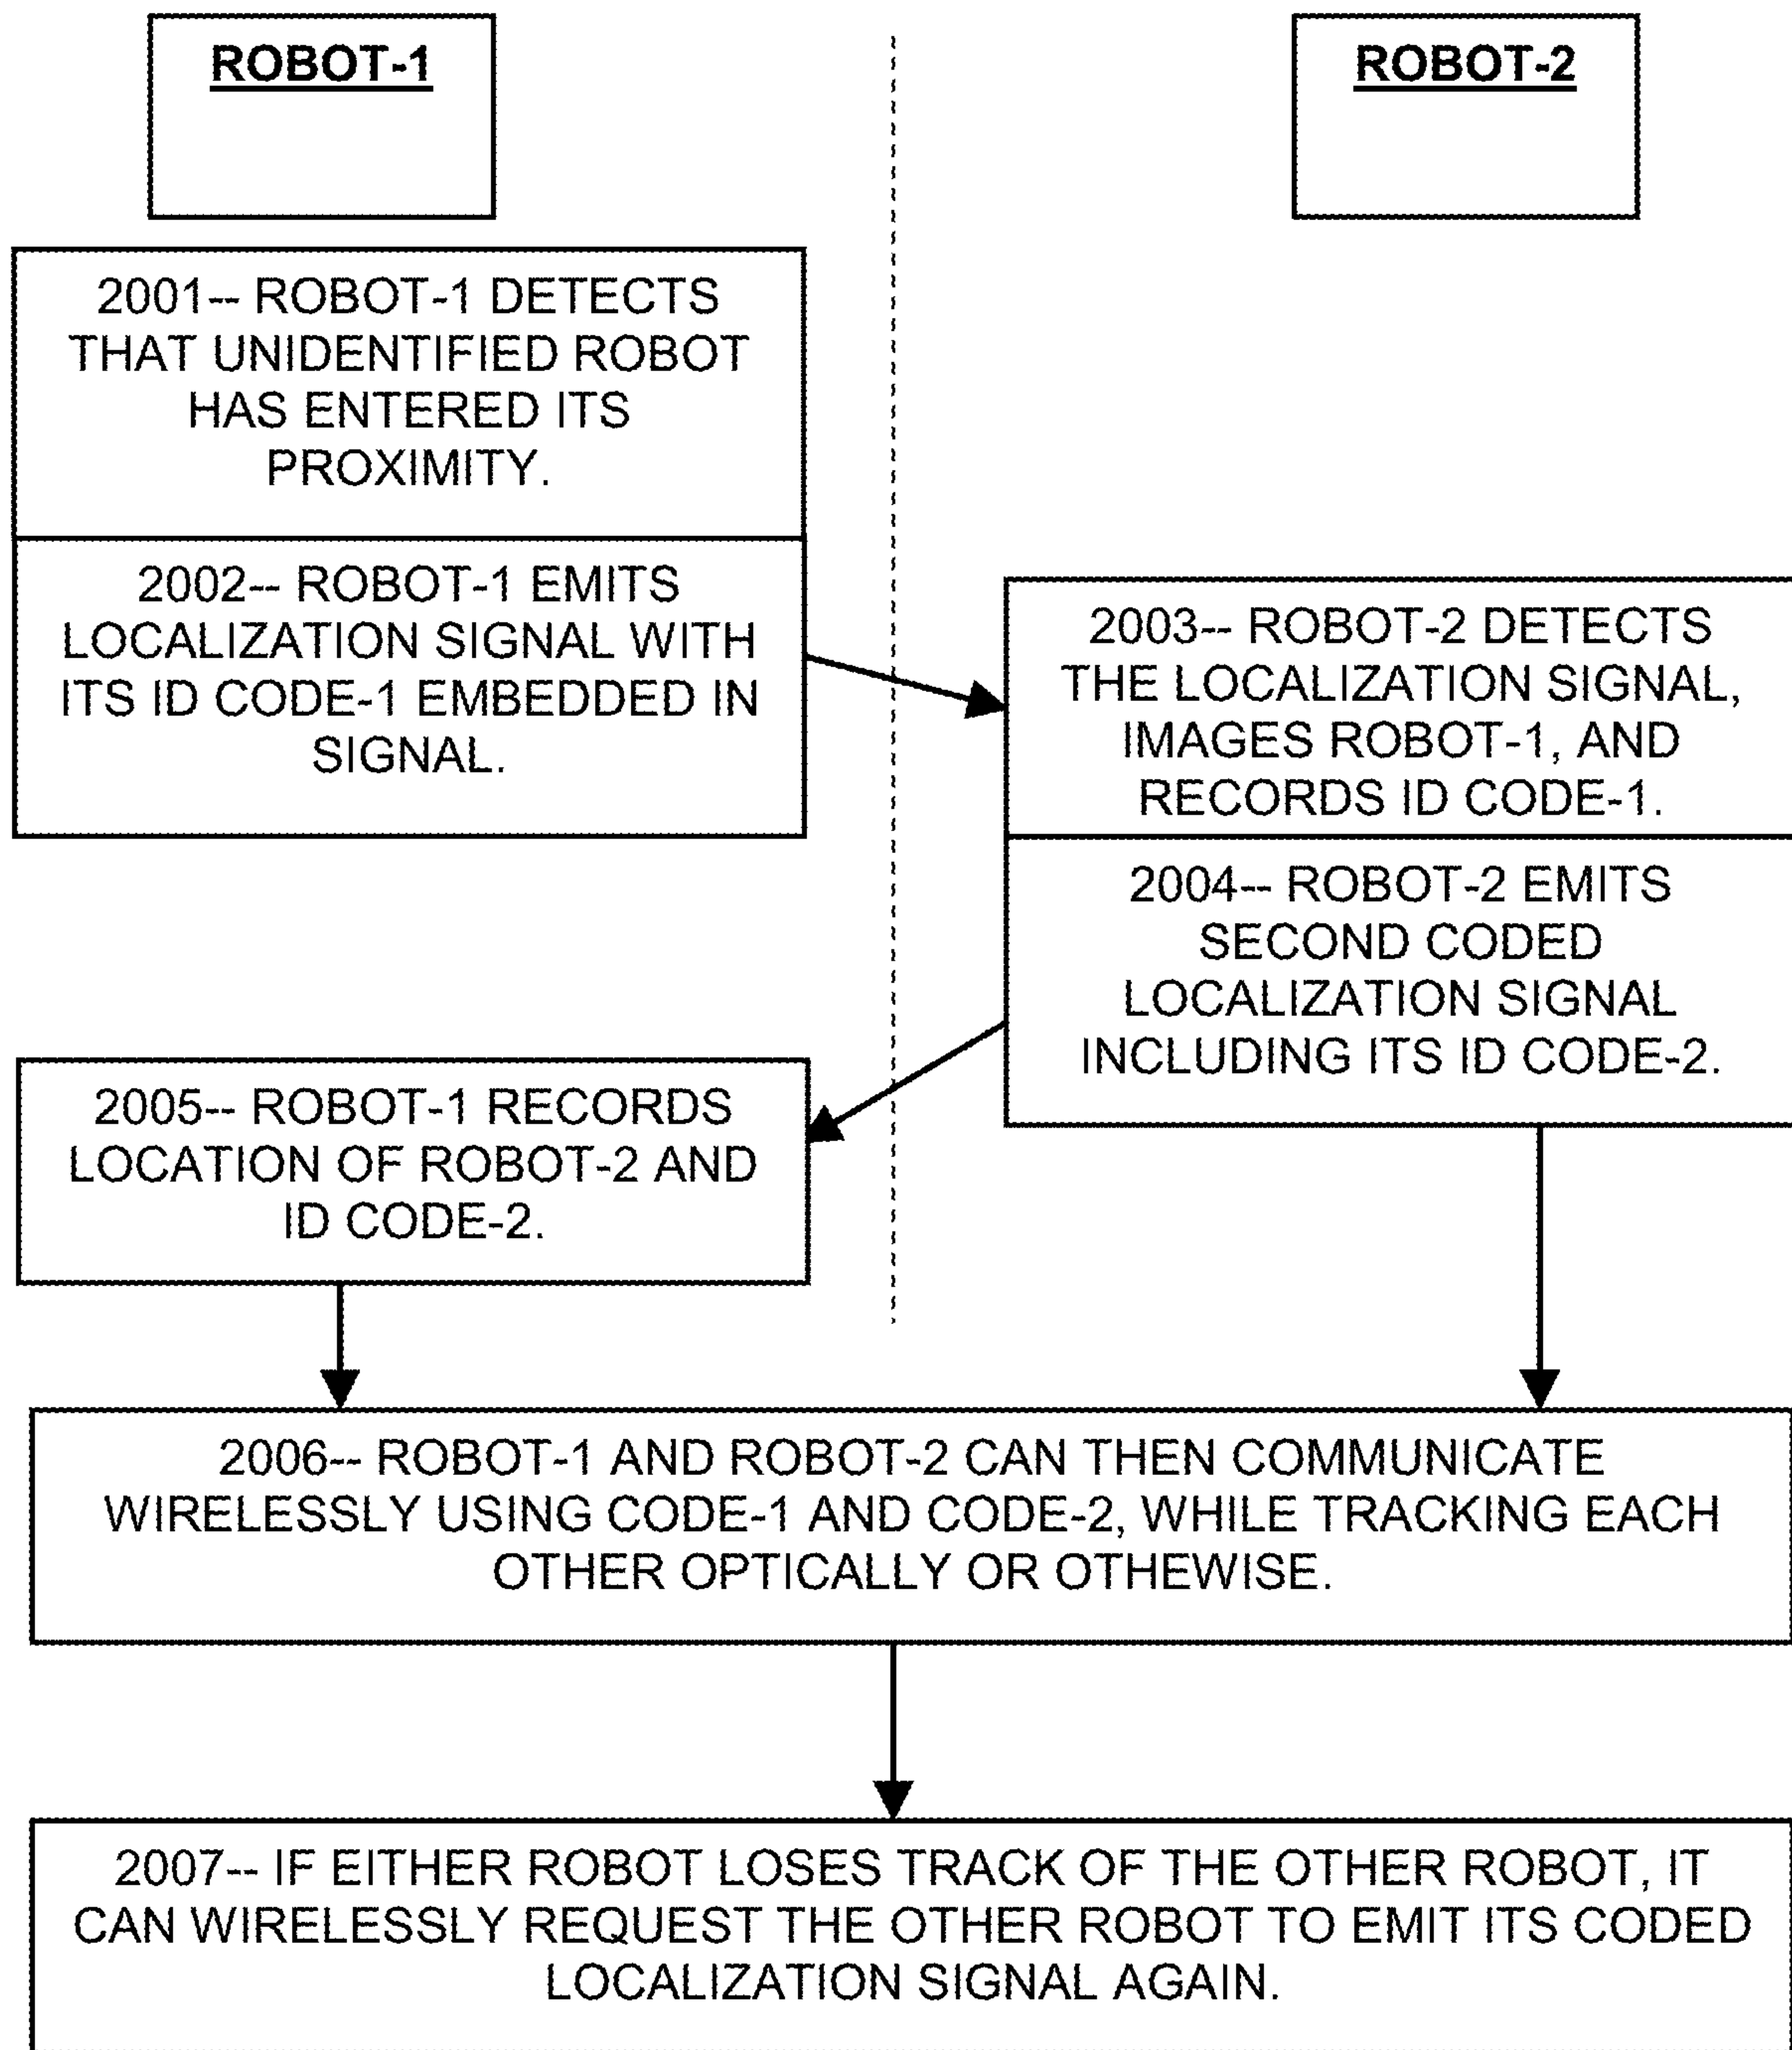 ROBOT-1
ROBOT-2
2001-- ROBOT-1 DETECTS
THAT UNIDENTIFIED ROBOT
HAS ENTERED ITS
PROXIMITY.
2002-- ROBOT-1 EMITS
LOCALIZATION SIGNAL WITH
ITS ID CODE-1 EMBEDDED IN
SIGNAL.
2003-- ROBOT-2 DETECTS
THE LOCALIZATION SIGNAL,
IMAGES ROBOT-1, AND
RECORDS ID CODE-1.
2004-- ROBOT-2 EMITS
SECOND CODED
LOCALIZATION SIGNAL
INCLUDING ITS ID CODE-2.
2005-- ROBOT-1 RECORDS
LOCATION OF ROBOT-2 AND
ID CODE-2.
2006-- ROBOT-1 AND ROBOT-2 CAN THEN COMMUNICATE
WIRELESSLY USING CODE-1 AND CODE-2, WHILE TRACKING EACH
OTHER OPTICALLY OR OTHEWISE.
2007-- IF EITHER ROBOT LOSES TRACK OF THE OTHER ROBOT, IT
CAN WIRELESSLY REQUEST THE OTHER ROBOT TO EMIT ITS CODED
LOCALIZATION SIGNAL AGAIN.